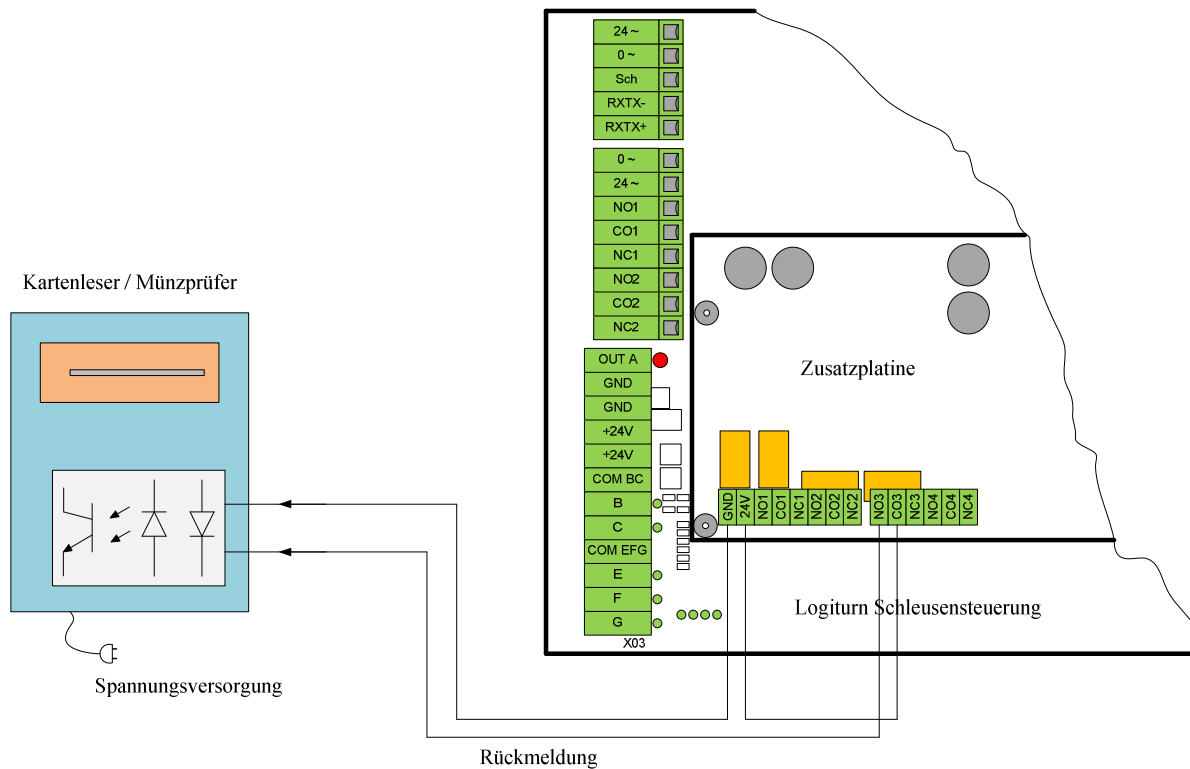 24 ~
0 ~
Sch
RXTX-
RXTX+
0 ~
24 ~
NO1
CO1
NC1
NO2
CO2
NC2
OUT A
GND
GND
+24V
+24V
COM BC
B
C
COM EFG
E
F
G
X03
Kartenleser / Münzprüfer
Spannungsversorgung
Zusatzplatine
GND
24V
NO1
CO1
NC1
NO2
CO2
NC2
NO3
CO3
NC3
NO4
CO4
NC4
Logiturn Schleusensteuerung
Rückmeldung